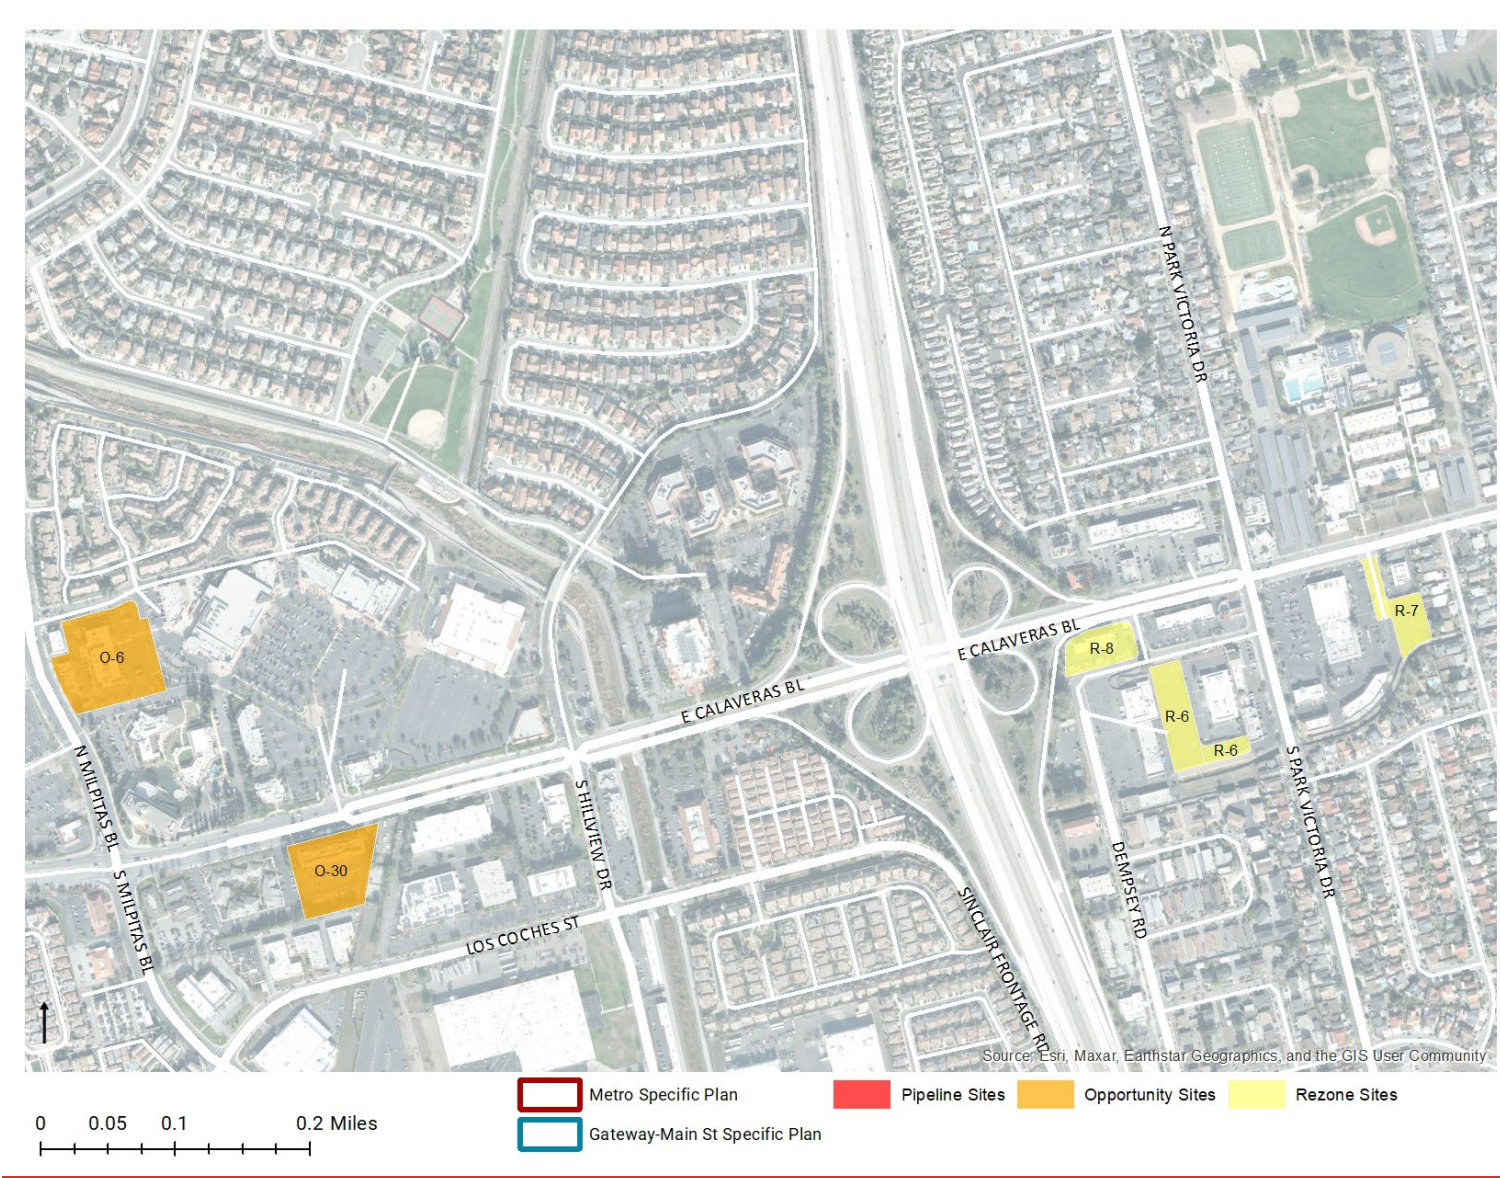 N PARK VICTORIA DR
E CALAVERAS BL
R-7
R-8
O-6
E CALAVERAS BL
R-6
R-6
N MILPITAS BL
S HILLVIEW DR
S PARK VICTORIA DR
O-30
S MILPITAS BL
DEMPSEY RD
LOS COCHES ST
SINCLAIR FRONTAGE RD
Source: Esri, Maxar, Earthstar Geographics, and the GIS User Community
Metro Specific Plan
Pipeline Sites
Opportunity Sites
Rezone Sites
0 0.05 0.1 0.2 Miles
Gateway-Main St Specific Plan